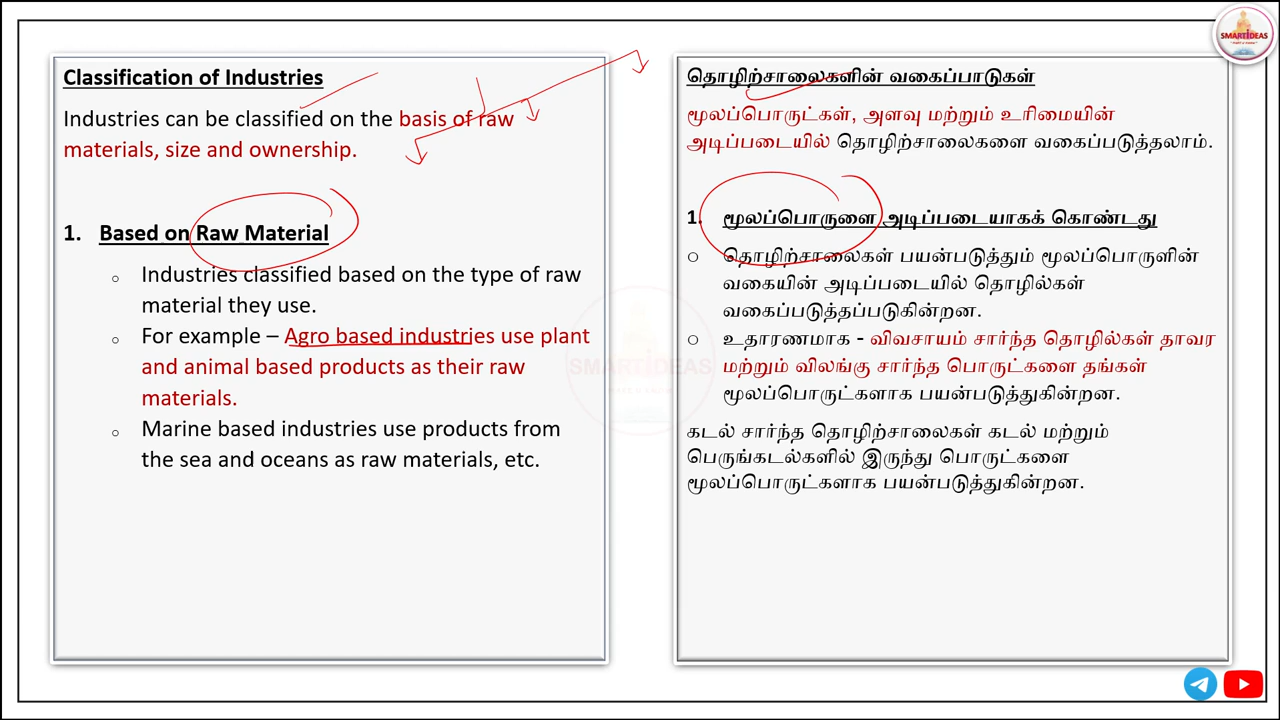 Classification of Industries
Industries can be classified on the basis of raw
materials, size and ownership.
1. Based on Raw Material
o Industries classified based on the type of raw
material they use.
o For example – Agro based industries use plant
and animal based products as their raw
materials.
o Marine based industries use products from
the sea and oceans as raw materials, etc.
தொழிற்சாலைகளின் வகைப்பாடுகள்
மூலப்பொருட்கள், அளவு மற்றும் உரிமையின்
அடிப்படையில் தொழிற்சாலைகளை வகைப்படுத்தலாம்.
1. மூலப்பொருளை அடிப்படையாகக் கொண்டது
o தொழிற்சாலைகள் பயன்படுத்தும் மூலப்பொருளின்
வகையின் அடிப்படையில் தொழில்கள்
வகைப்படுத்தப்படுகின்றன.
o உதாரணமாக - விவசாயம் சார்ந்த தொழில்கள் தாவர
மற்றும் விலங்கு சார்ந்த பொருட்களை தங்கள்
மூலப்பொருட்களாக பயன்படுத்துகின்றன.
கடல் சார்ந்த தொழிற்சாலைகள் கடல் மற்றும்
பெருங்கடல்களில் இருந்து பொருட்களை
மூலப்பொருட்களாக பயன்படுத்துகின்றன.
SMARTIDEAS
SMARTIDEAS